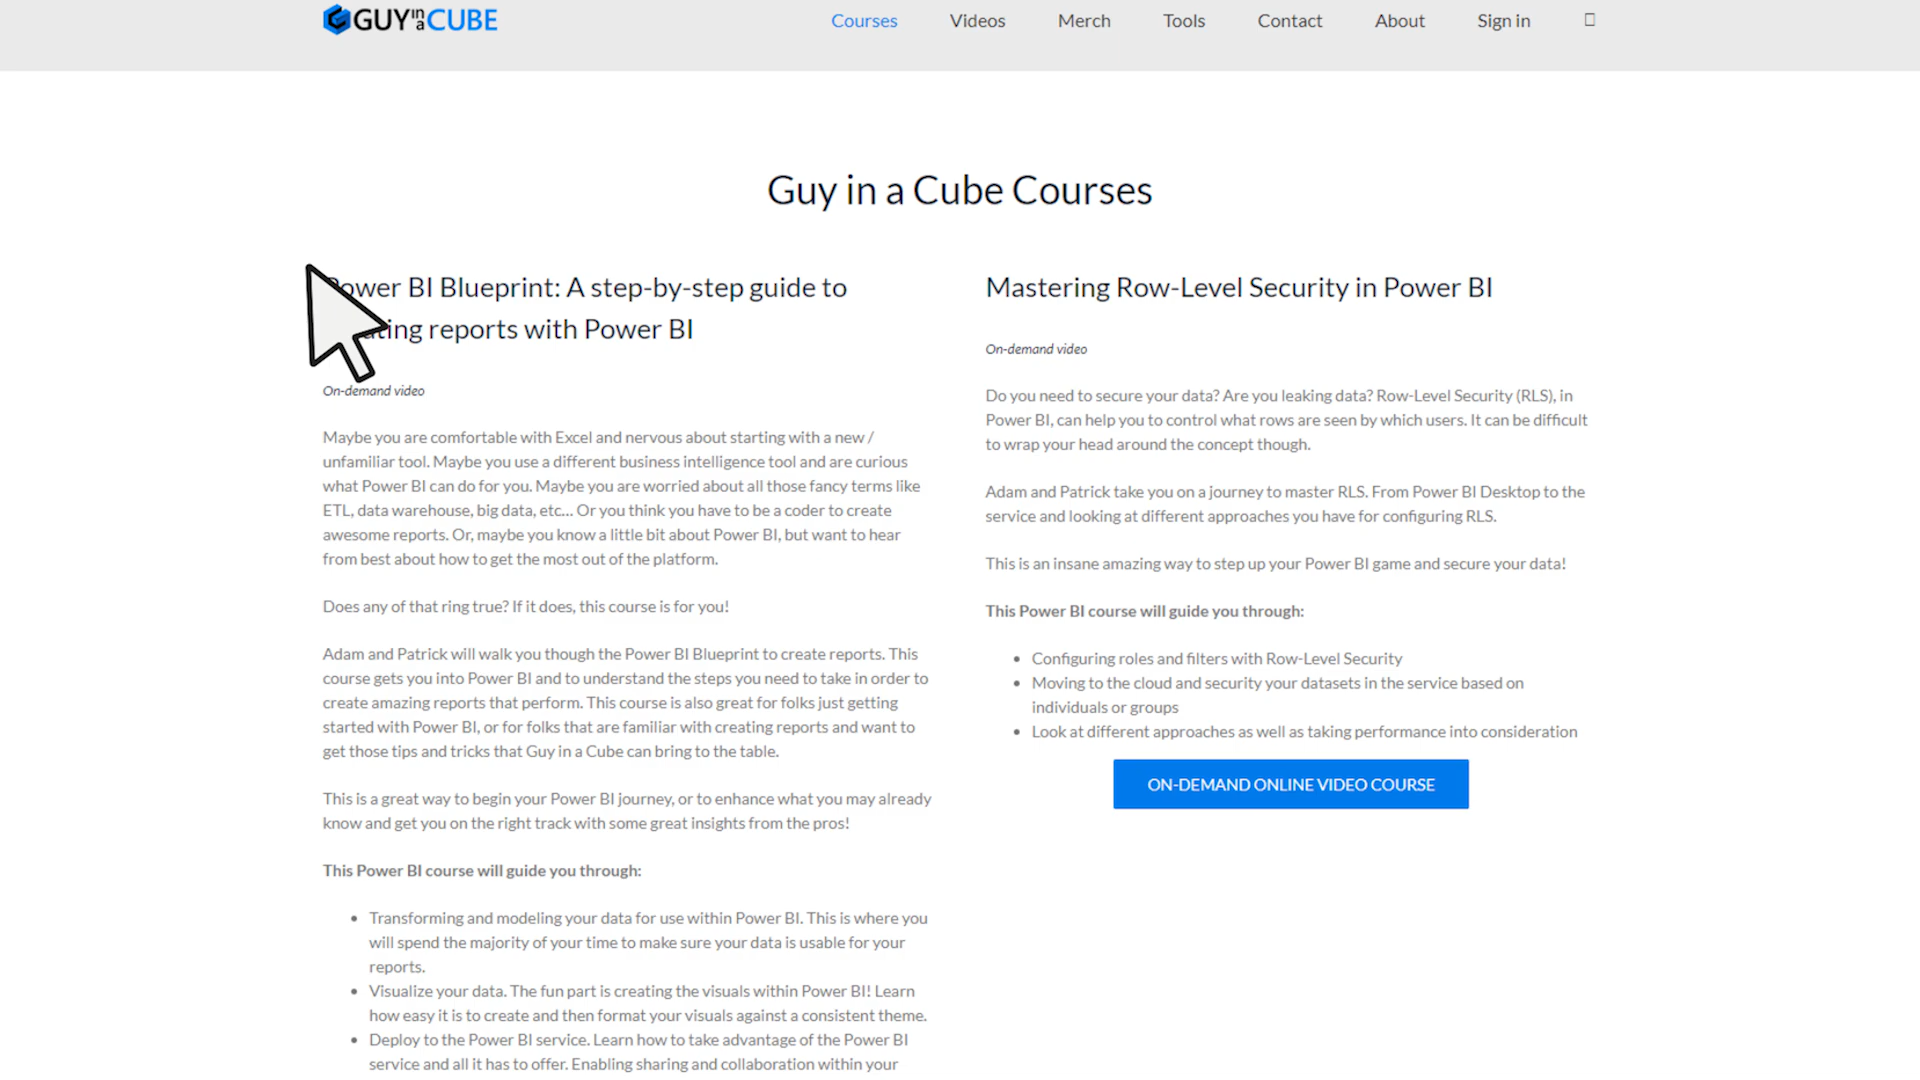 GUY in a CUBE
Courses Videos Merch Tools Contact About Sign in
Guy in a Cube Courses
Power BI Blueprint: A step-by-step guide to
reports with Power BI
On-demand video
Maybe you are comfortable with Excel and nervous about starting with a new /
unfamiliar tool. Maybe you use a different business intelligence tool and are curious
what Power BI can do for you. Maybe you are worried about all those fancy terms like
ETL, data warehouse, big data, etc... Or you think you have to be a coder to create
awesome reports. Or, maybe you know a little bit about Power BI, but want to hear
from best about how to get the most out of the platform.
Does any of that ring true? If it does, this course is for you!
Adam and Patrick will walk you though the Power BI Blueprint to create reports. This
course gets you into Power BI and to understand the steps you need to take in order to
create amazing reports that perform. This course is also great for folks just getting
started with Power BI, or for folks that are familiar with creating reports and want to
get those tips and tricks that Guy in a Cube can bring to the table.
This is a great way to begin your Power BI journey, or to enhance what you may already
know and get you on the right track with some great insights from the pros!
This Power BI course will guide you through:
• Transforming and modeling your data for use within Power BI. This is where you
will spend the majority of your time to make sure your data is usable for your
reports.
• Visualize your data. The fun part is creating the visuals within Power BI! Learn
how easy it is to create and then format your visuals against a consistent theme.
• Deploy to the Power BI service. Learn how to take advantage of the Power BI
service and all it has to offer. Enabling sharing and collaboration within your
Mastering Row-Level Security in Power BI
On-demand video
Do you need to secure your data? Are you leaking data? Row-Level Security (RLS), in
Power BI, can help you to control what rows are seen by which users. It can be difficult
to wrap your head around the concept though.
Adam and Patrick take you on a journey to master RLS. From Power BI Desktop to the
service and looking at different approaches you have for configuring RLS.
This is an insane amazing way to step up your Power BI game and secure your data!
This Power BI course will guide you through:
• Configuring roles and filters with Row-Level Security
• Moving to the cloud and security your datasets in the service based on
individuals or groups
• Look at different approaches as well as taking performance into consideration
ON-DEMAND ONLINE VIDEO COURSE